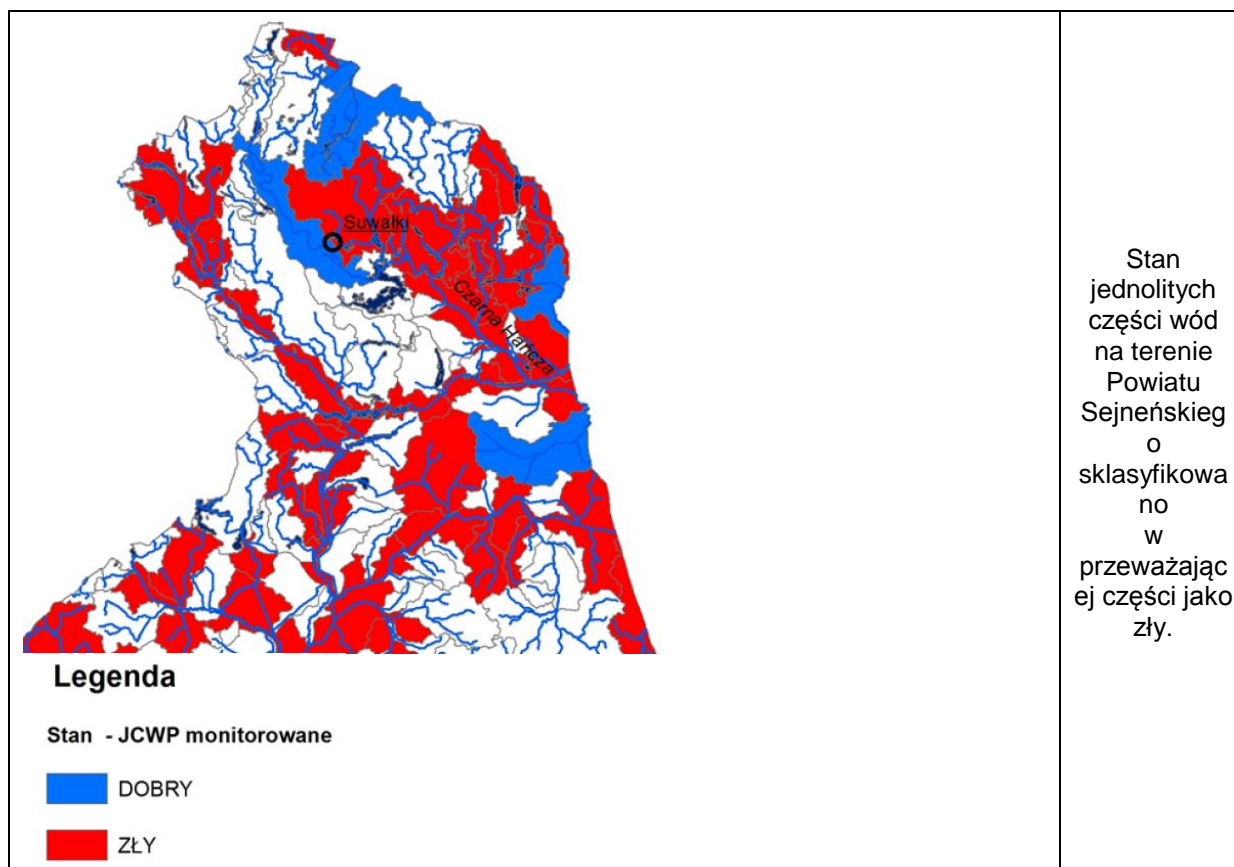 Suwałki
Czarna Hańcza
Legenda
Stan - JCWP monitorowane
DOBRY
ZŁY
Stan
jednolitych
części wód
na terenie
Powiatu
Sejneńskieg
o
sklasyfikowa
no
w
przeważając
ej części jako
zły.